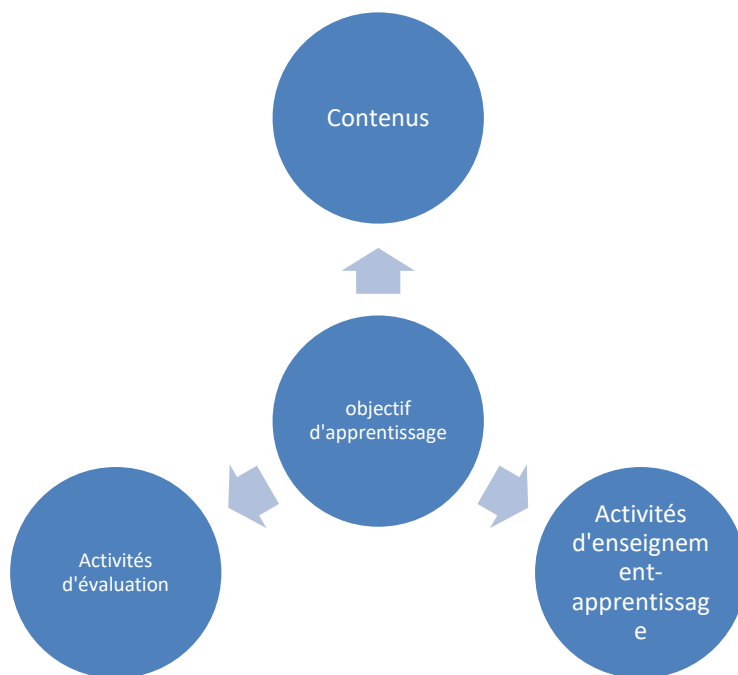 Contenus
objectif
d'apprentissage
Activités
d'évaluation
Activités
d'enseignem
ent-
apprentissag
e